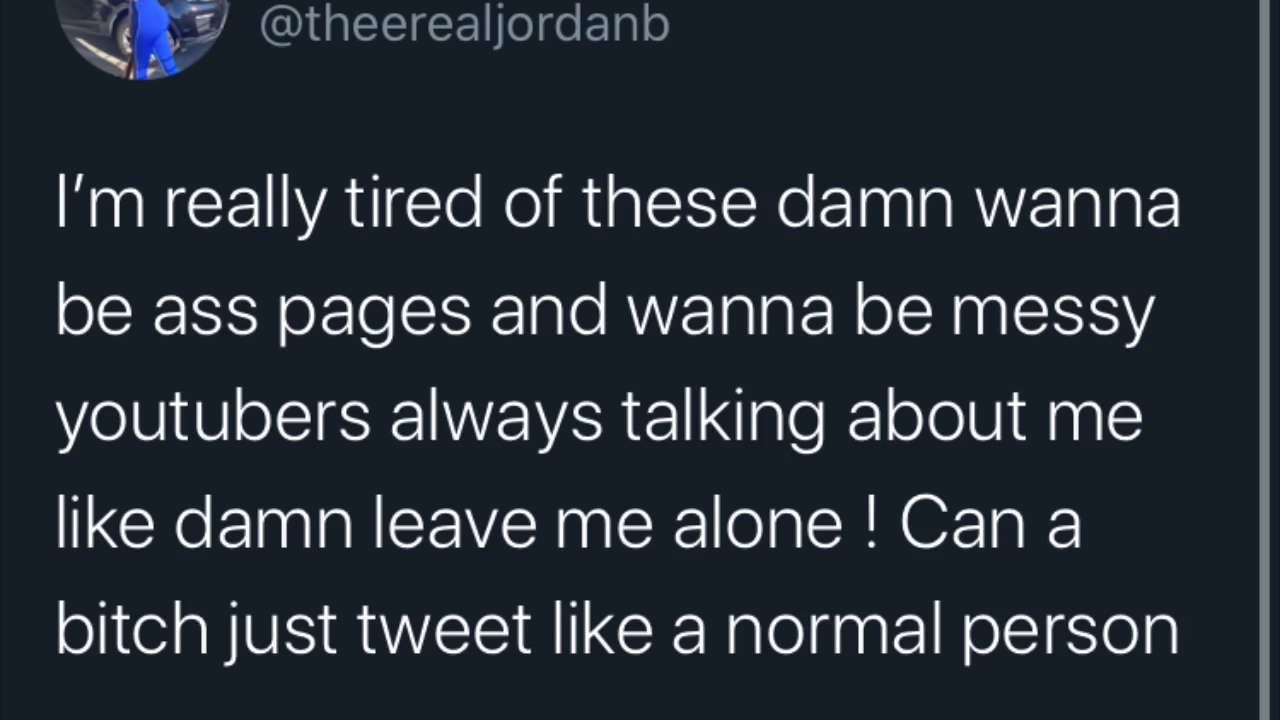 @theerealjordanb
I’m really tired of these damn wanna
be ass pages and wanna be messy
youtubers always talking about me
like damn leave me alone ! Can a
bitch just tweet like a normal person